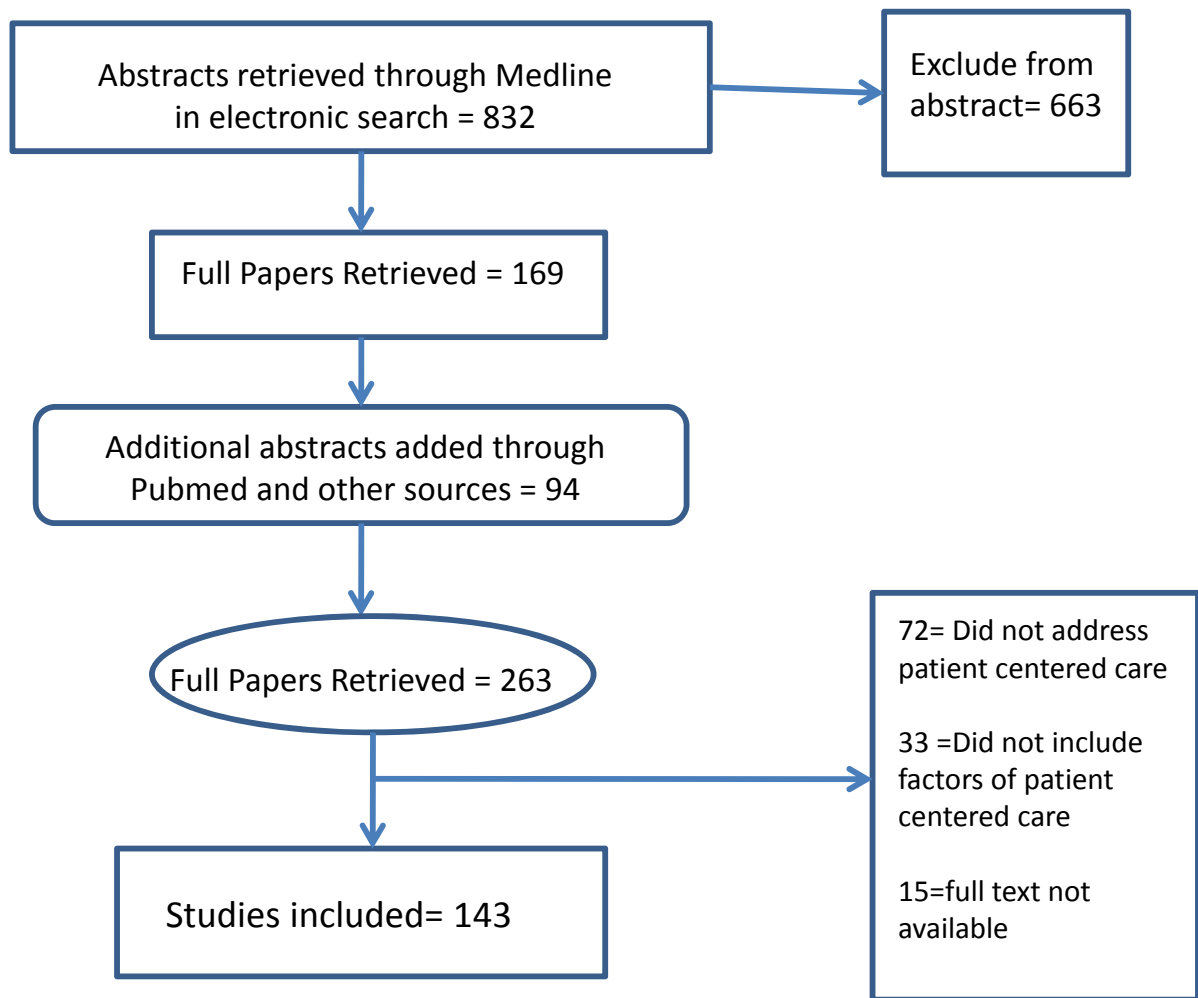 Abstracts retrieved through Medline
in electronic search = 832
Exclude from
abstract= 663
Full Papers Retrieved = 169
Additional abstracts added through
Pubmed and other sources = 94
Full Papers Retrieved = 263
72= Did not address
patient centered care
33 =Did not include
factors of patient
centered care
15=full text not
available
Studies included= 143